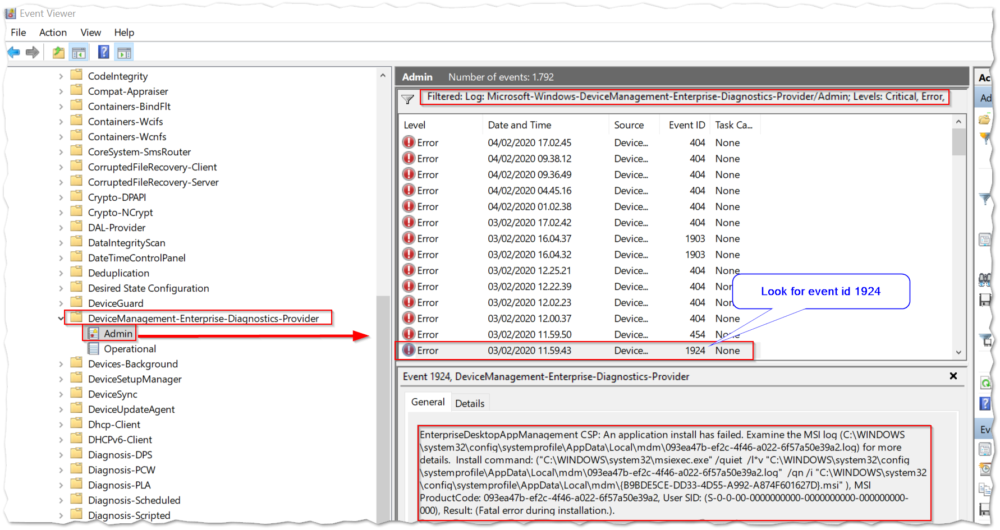 Event Viewer
File Action View Help
CodeIntegrity
Compat-Appraiser
Containers-BindFlt
Containers-Wcifs
Containers-Wcnfs
CoreSystem-SmsRouter
CorruptedFileRecovery-Client
CorruptedFileRecovery-Server
Crypto-DPAPI
Crypto-NCrypt
DAL-Provider
DataIntegrityScan
DateTimeControlPanel
Deduplication
Desired State Configuration
DeviceGuard
DeviceManagement-Enterprise-Diagnostics-Provider
Admin
Operational
Devices-Background
DeviceSetupManager
DeviceSync
DeviceUpdateAgent
Dhcp-Client
DHCPv6-Client
Diagnosis-DPS
Diagnosis-PCW
Diagnosis-PLA
Diagnosis-Scheduled
Diagnosis-Scripted
Admin Number of events: 1.792
Filtered: Log: Microsoft-Windows-DeviceManagement-Enterprise-Diagnostics-Provider/Admin; Levels: Critical, Error,
Level Date and Time Source Event ID Task Ca...
Error 04/02/2020 17.02.45 Device... 404 None
Error 04/02/2020 09.38.12 Device... 404 None
Error 04/02/2020 09.36.49 Device... 404 None
Error 04/02/2020 04.45.16 Device... 404 None
Error 04/02/2020 01.02.38 Device... 404 None
Error 03/02/2020 17.02.42 Device... 404 None
Error 03/02/2020 16.04.37 Device... 1903 None
Error 03/02/2020 16.04.32 Device... 1903 None
Error 03/02/2020 12.25.21 Device... 404 None
Error 03/02/2020 12.22.39 Device... 404 Non
Error 03/02/2020 12.02.23 Device... 404 Non
Error 03/02/2020 12.00.37 Device... 404 None
Error 03/02/2020 11.59.50 Device... 454 None
Error 03/02/2020 11.59.43 Device... 1924 None
Look for event id 1924
Event 1924, DeviceManagement-Enterprise-Diagnostics-Provider
General Details
EnterpriseDesktopAppManagement CSP: An application install has failed. Examine the MSI log (C:\WINDOWS
\system32\config\systemprofile\AppData\Local\mdm\093ea47b-ef2c-4f46-a022-6f57a50e39a2.log) for more
details. Install command: ("C:\WINDOWS\system32\msiexec.exe" /quiet /l*v "C:\WINDOWS\system32\config
\systemprofile\AppData\Local\mdm\093ea47b-ef2c-4f46-a022-6f57a50e39a2.log" /qn /i "C:\WINDOWS\system32
\config\systemprofile\AppData\Local\mdm\{B9BDE5CE-DD33-4D55-A992-A874F601627D}.msi" ), MSI
ProductCode: 093ea47b-ef2c-4f46-a022-6f57a50e39a2, User SID: (S-0-0-00-0000000000-0000000000-000000000-
000), Result: (Fatal error during installation.).
Ac
Ad
Ev